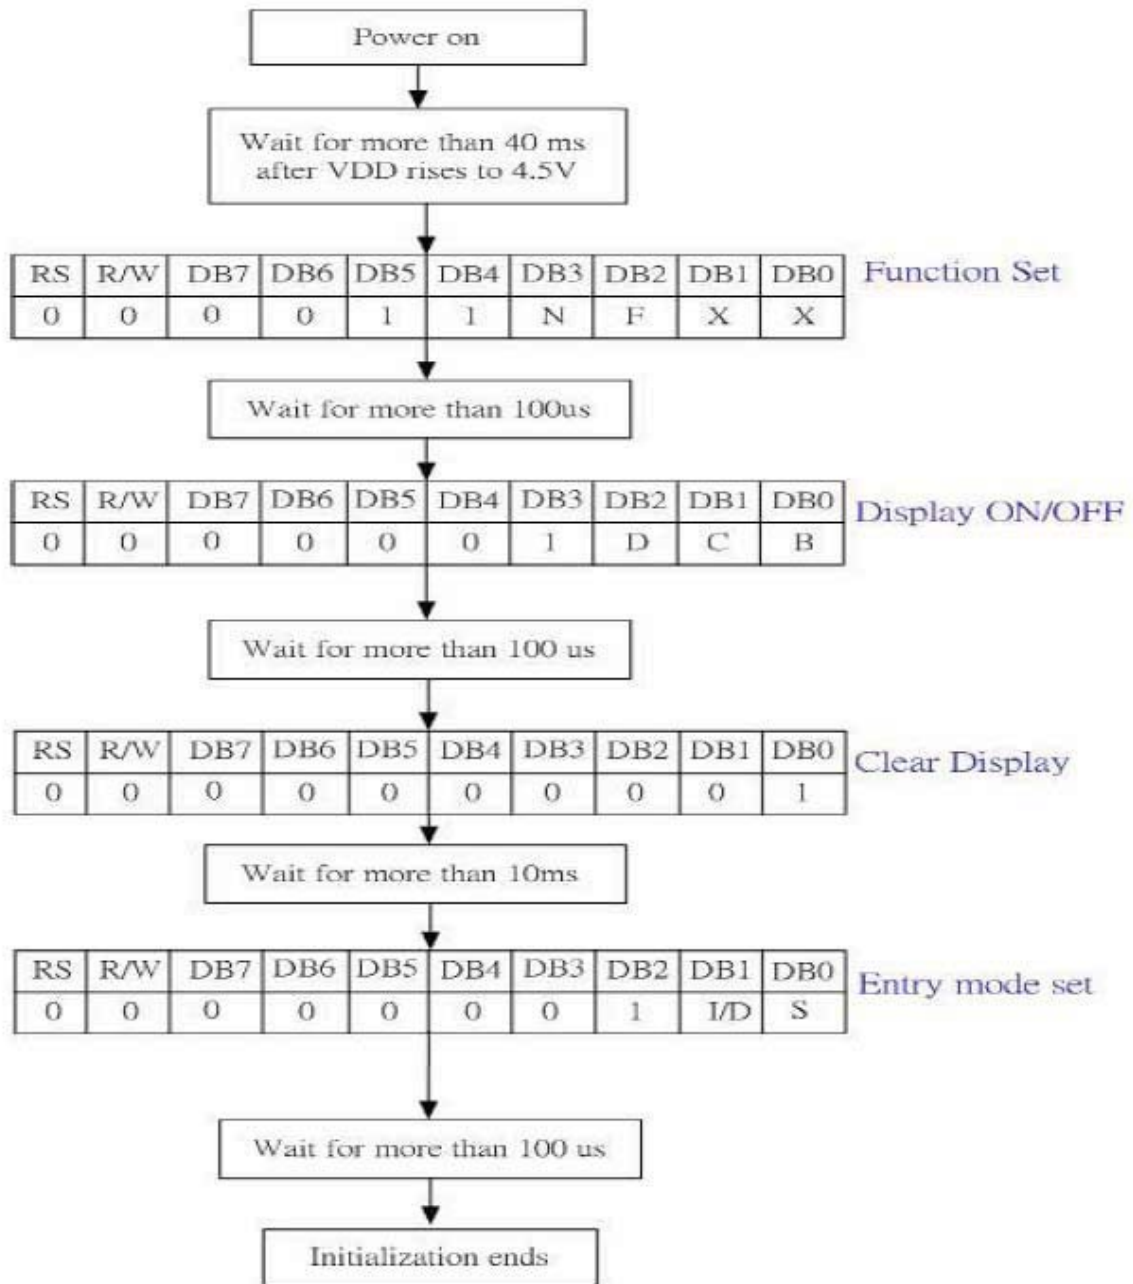 Power on
Wait for more than 40 ms
after VDD rises to 4.5V
RS R/W DB7 DB6 DB5 DB4 DB3 DB2 DB1 DB0 Function Set
0 0 0 0 1 1 N F X X
Wait for more than 100us
RS R/W DB7 DB6 DB5 DB4 DB3 DB2 DB1 DB0 Display ON/OFF
0 0 0 0 0 0 1 D C B
Wait for more than 100 us
RS R/W DB7 DB6 DB5 DB4 DB3 DB2 DB1 DB0 Clear Display
0 0 0 0 0 0 0 0 0 1
Wait for more than 10ms
RS R/W DB7 DB6 DB5 DB4 DB3 DB2 DB1 DB0 Entry mode set
0 0 0 0 0 0 0 1 I/D S
Wait for more than 100 us
Initialization ends